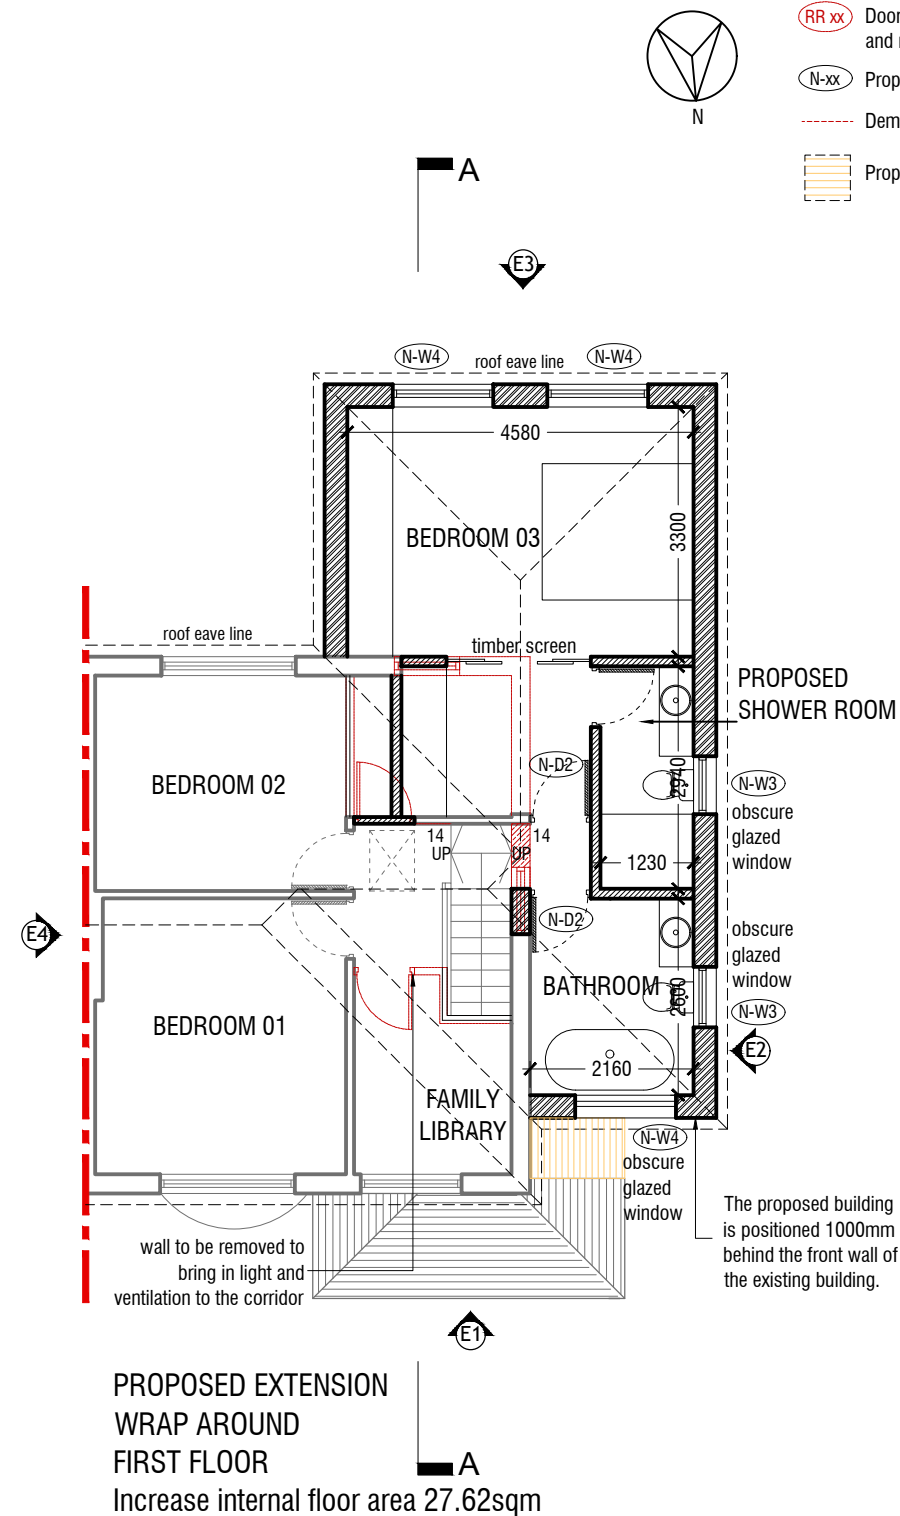 RR xx
Door
and
N-xx
Prop
N
Dem
Prop
A
E3
N-W4
roof eave line
N-W4
4580
BEDROOM 03
3300
roof eave line
timber screen
PROPOSED
SHOWER ROOM
BEDROOM 02
N-D2
2940
N-W3
obscure
glazed
window
14
UP
14
UP
1230
E4
N-D2
obscure
glazed
window
BATHROOM
2600
N-W3
BEDROOM 01
E2
2160
FAMILY
LIBRARY
N-W4
obscure
glazed
window
The proposed building
is positioned 1000mm
behind the front wall of
the existing building.
wall to be removed to
bring in light and
ventilation to the corridor
E1
PROPOSED EXTENSION
WRAP AROUND
FIRST FLOOR
A
Increase internal floor area 27.62sqm